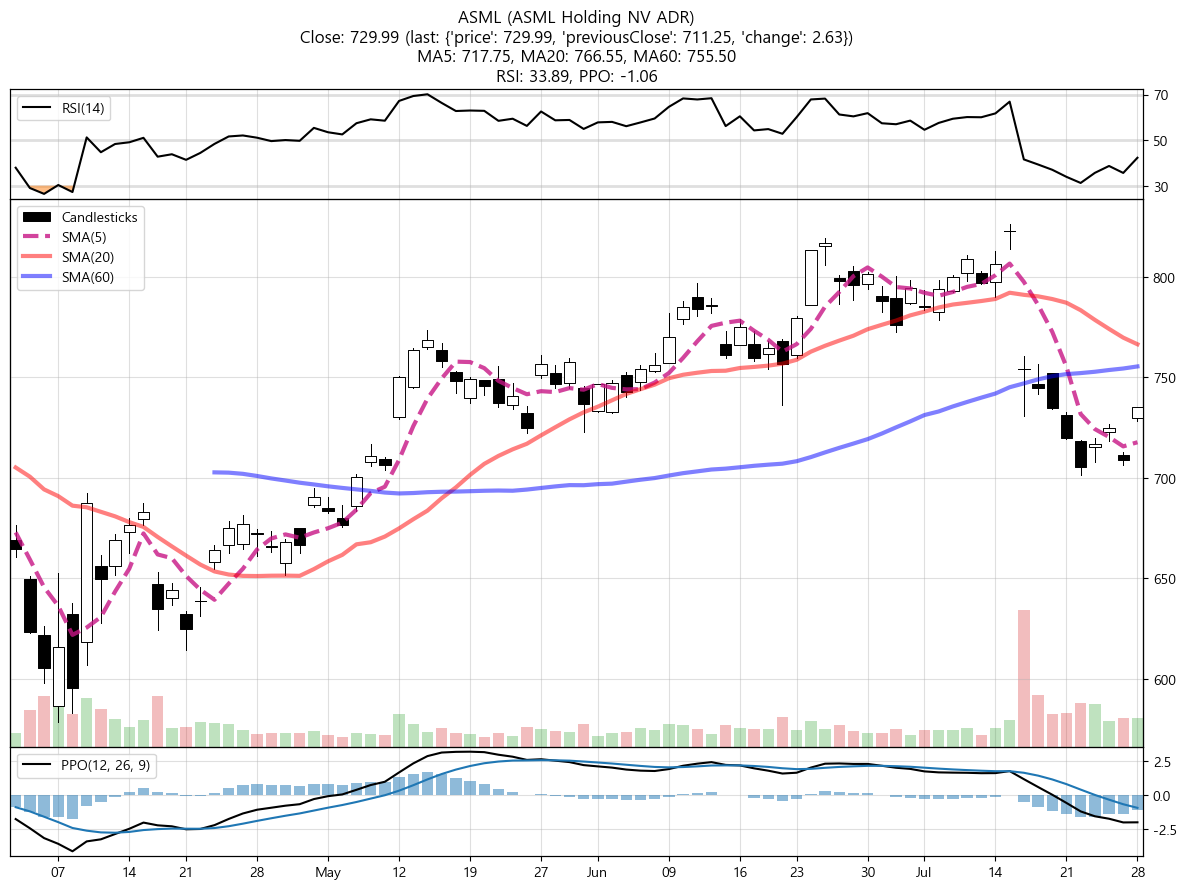 ASML (ASML Holding NV ADR)
Close: 729.99 (last: {'price': 729.99, 'previousClose': 711.25, 'change': 2.63})
MA5: 717.75, MA20: 766.55, MA60: 755.50
RSI: 33.89, PPO: -1.06
RSI(14)
70
50
30
Candlesticks
SMA(5)
SMA(20)
SMA(60)
800
750
700
650
600
PPO(12, 26, 9)
2.5
0.0
-2.5
07 14 21 28 May 12 19 27 Jun 09 16 23 30 Jul 14 21 28